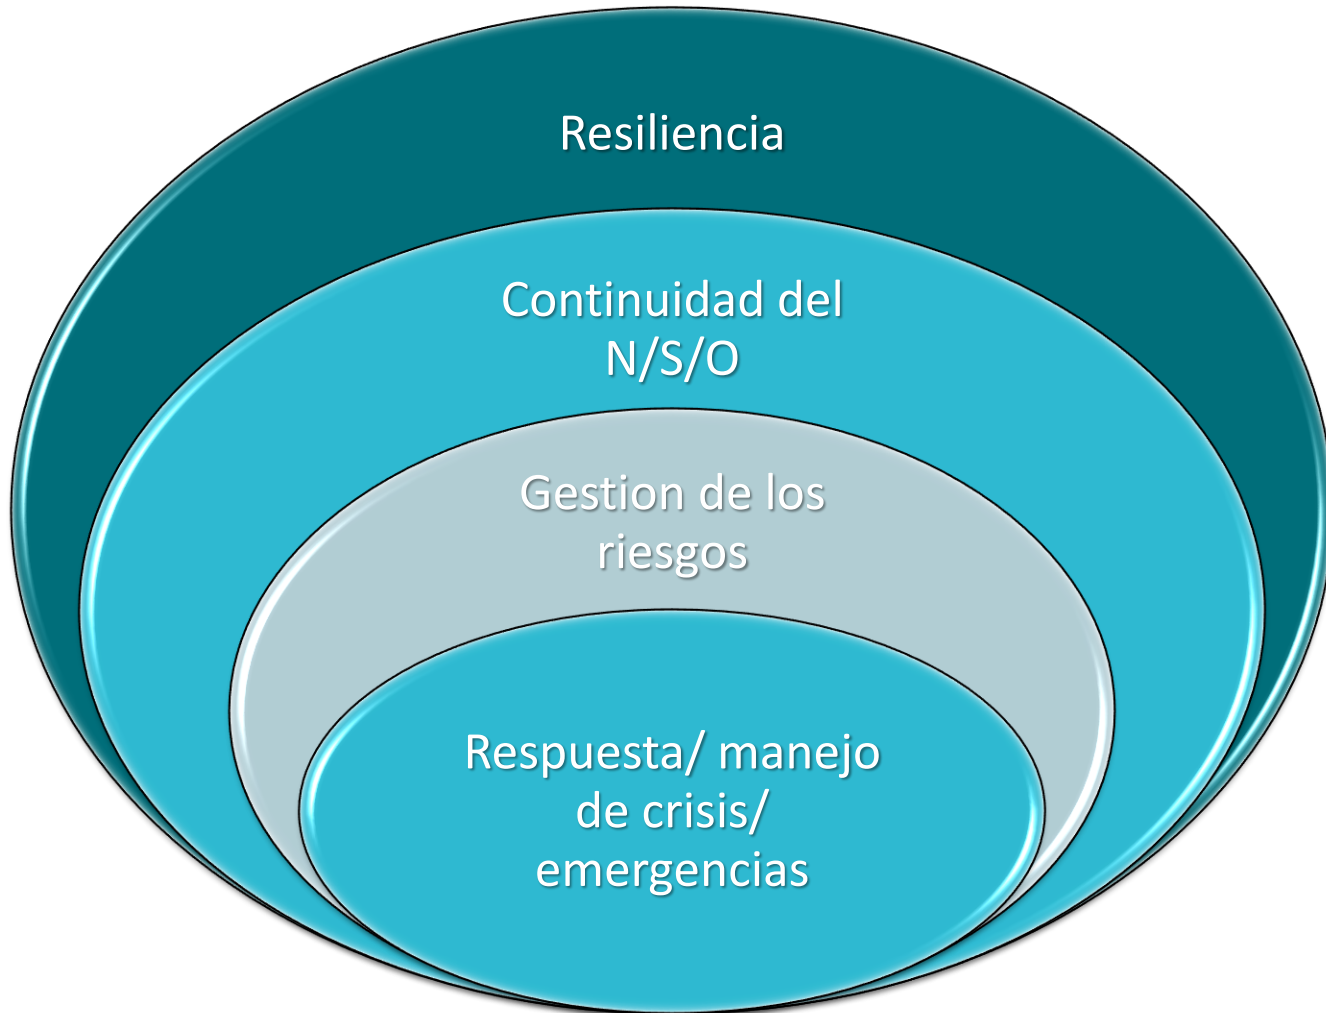 Resiliencia
Continuidad del
N/S/O
Gestion de los
riesgos
Respuesta/ manejo
de crisis/
emergencias